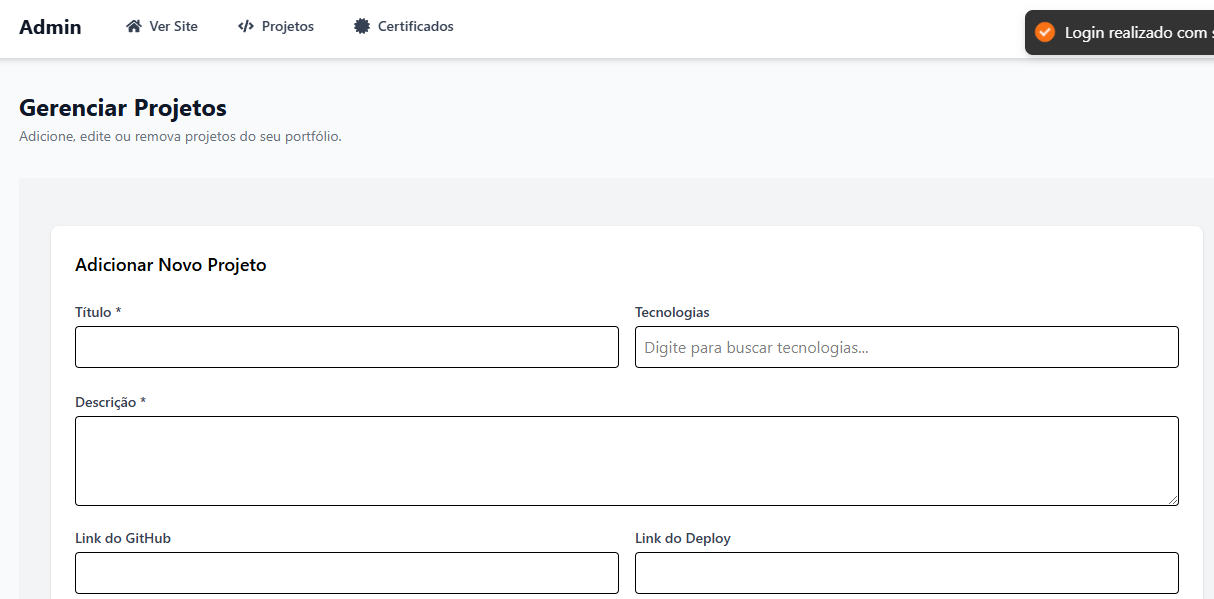 Admin Ver Site Projetos Certificados
Login realizado com
Gerenciar Projetos
Adicione, edite ou remova projetos do seu portfólio.
Adicionar Novo Projeto
Título * Tecnologias
Digite para buscar tecnologias...
Descrição *
Link do GitHub Link do Deploy